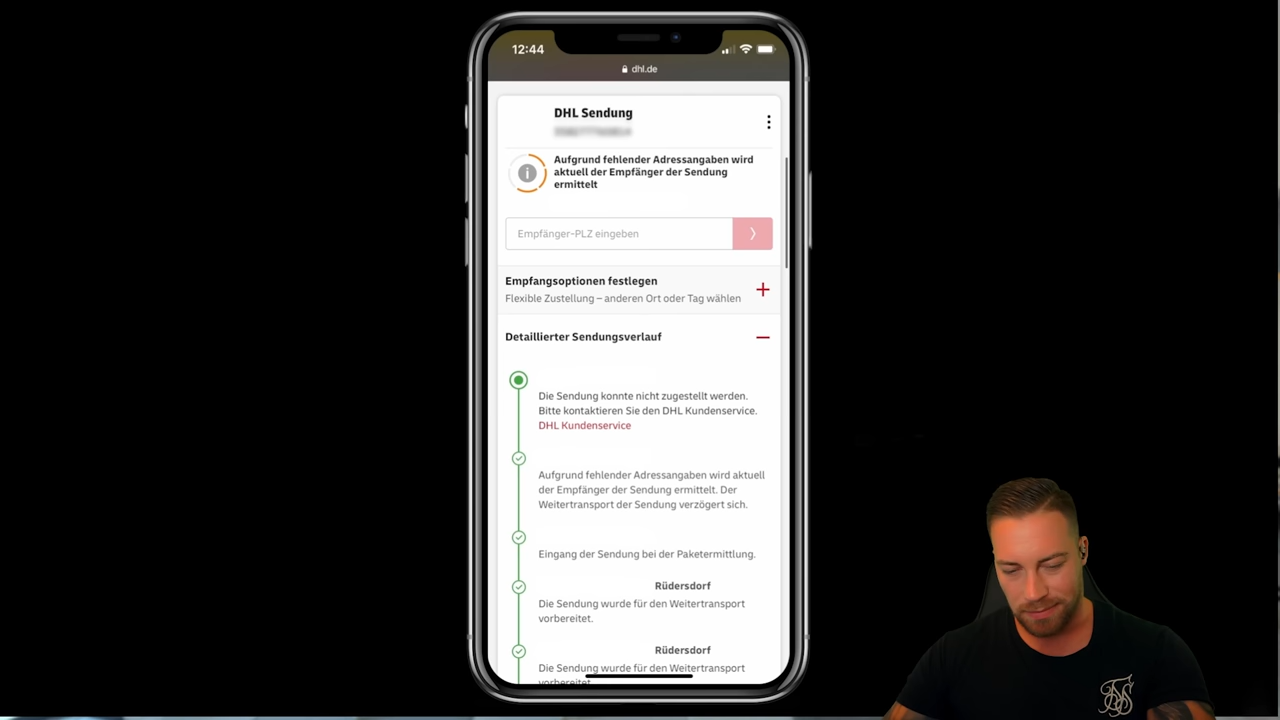 12:44
dhl.de
DHL Sendung
Aufgrund fehlender Adressangaben wird
aktuell der Empfänger der Sendung
ermittelt
Empfänger-PLZ eingeben
Empfangsoptionen festlegen
Flexible Zustellung – anderen Ort oder Tag wählen
Detaillierter Sendungsverlauf
Die Sendung konnte nicht zugestellt werden.
Bitte kontaktieren Sie den DHL Kundenservice.
DHL Kundenservice
Aufgrund fehlender Adressangaben wird aktuell
der Empfänger der Sendung ermittelt. Der
Weitertransport der Sendung verzögert sich.
Eingang der Sendung bei der Paketermittlung.
Rüdersdorf
Die Sendung wurde für den Weitertransport
vorbereitet.
Rüdersdorf
Die Sendung wurde für den Weitertransport
vorbereitet.